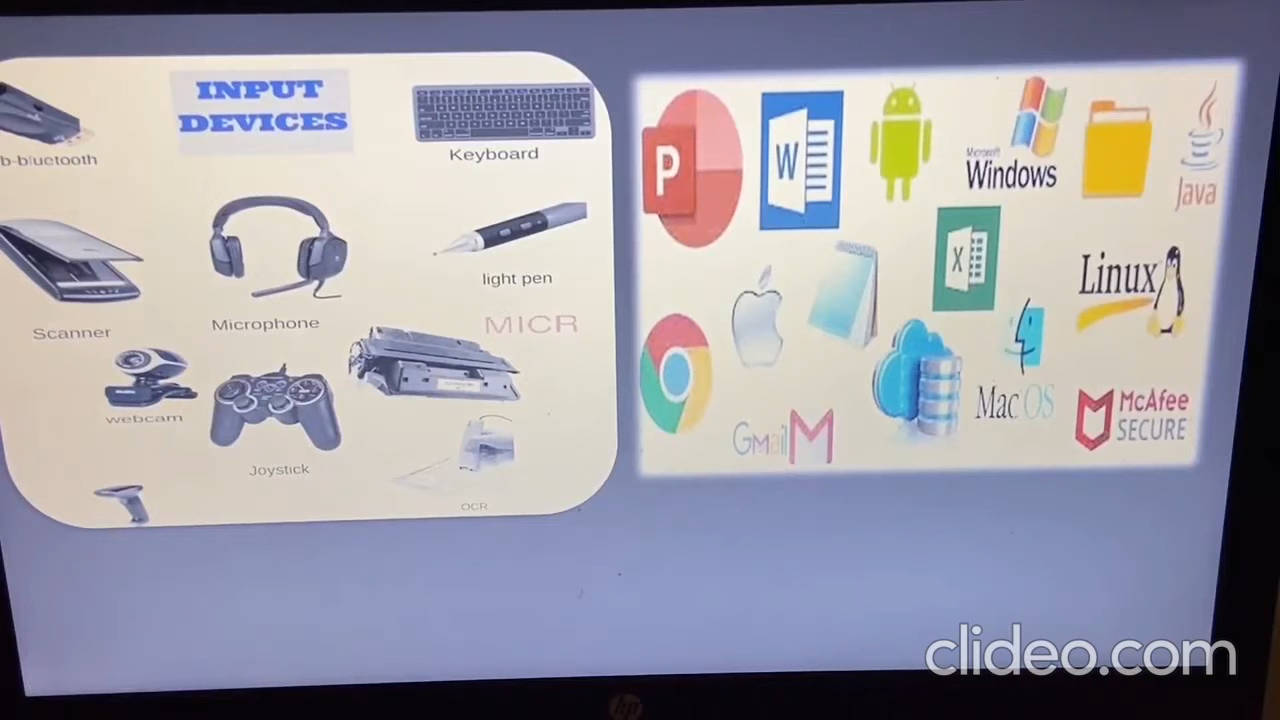 INPUT
DEVICES
b-bluetooth
Keyboard
Scanner
Microphone
light pen
MICR
webcam
Joystick
OCR
P
W
Microsoft
Windows
Java
X
Linux
Mac OS
Gmail
McAfee
SECURE
hp
clideo.com